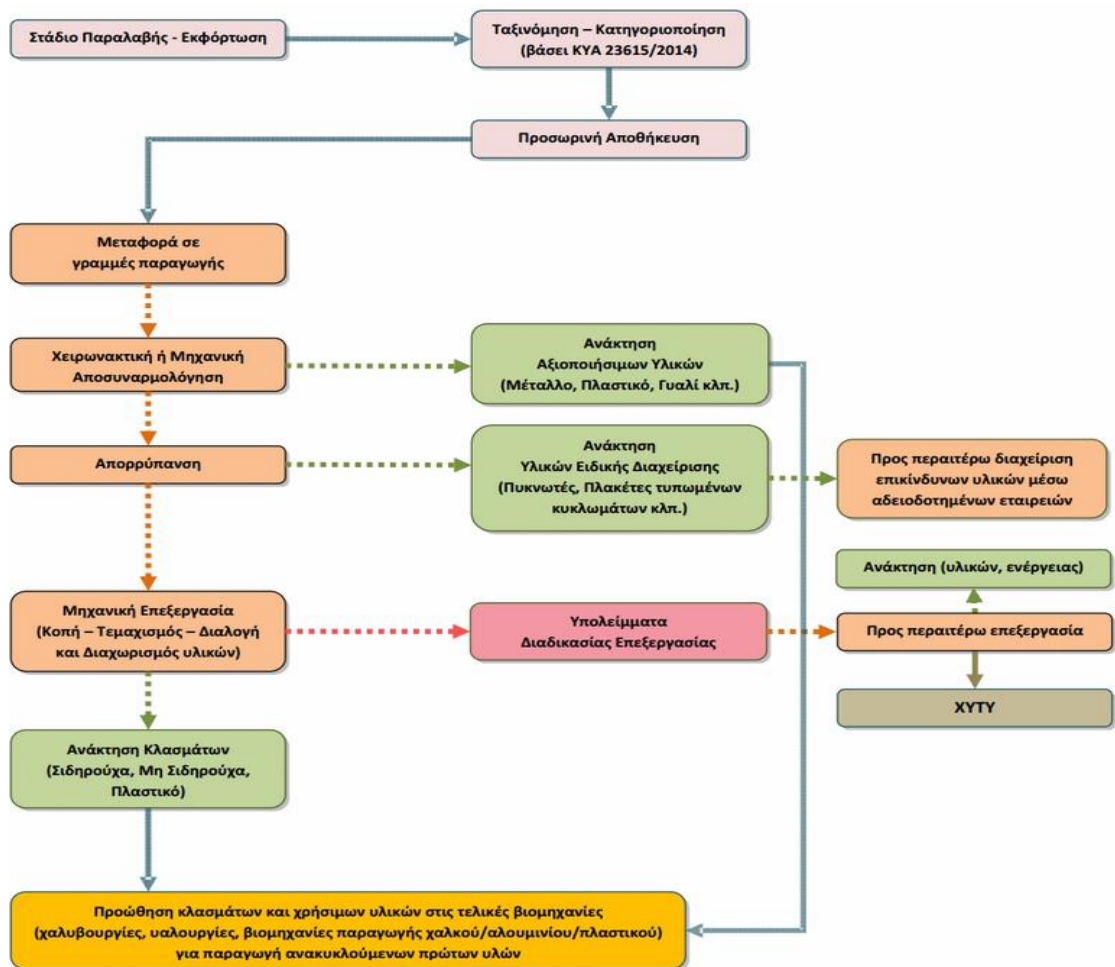 Στάδιο Παραλαβής - Εκφόρτωση
Ταξινόμηση – Κατηγοριοποίηση
(βάσει ΚΥΑ 23615/2014)
Προσωρινή Αποθήκευση
Μεταφορά σε
γραμμές παραγωγής
Χειρωνακτική ή Μηχανική
Αποσυναρμολόγηση
Ανάκτηση
Αξιοποιήσιμων Υλικών
(Μέταλλο, Πλαστικό, Γυαλί κλπ.)
Απορρύπανση
Ανάκτηση
Υλικών Ειδικής Διαχείρισης
(Πυκνωτές, Πλακέτες τυπωμένων
κυκλωμάτων κλπ.)
Προς περαιτέρω διαχείριση
επικίνδυνων υλικών μέσω
αδειοδοτημένων εταιρειών
Ανάκτηση (υλικών, ενέργειας)
Μηχανική Επεξεργασία
(Κοπή – Τεμαχισμός – Διαλογή
και Διαχωρισμός υλικών)
Υπολείμματα
Διαδικασίας Επεξεργασίας
Προς περαιτέρω επεξεργασία
ΧΥΤΥ
Ανάκτηση Κλασμάτων
(Σιδηρούχα, Μη Σιδηρούχα,
Πλαστικό)
Προώθηση κλασμάτων και χρήσιμων υλικών στις τελικές βιομηχανίες
(χαλυβουργίες, υαλουργίες, βιομηχανίες παραγωγής χαλκού/αλουμινίου/πλαστικού)
για παραγωγή ανακυκλούμενων πρώτων υλών